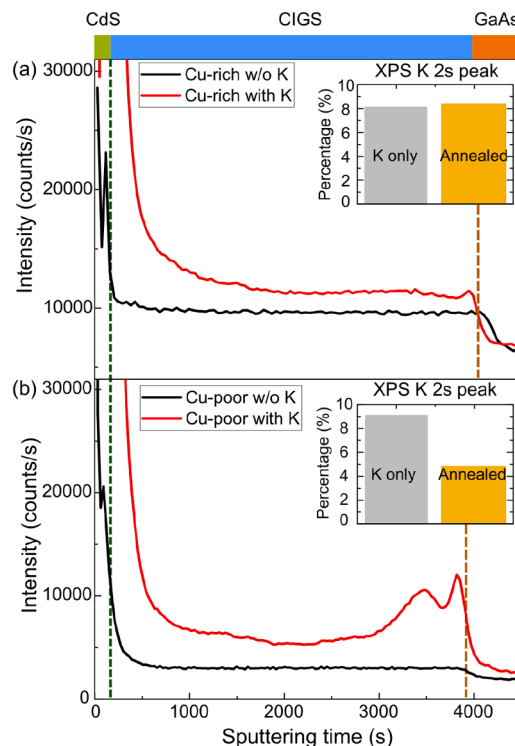 CdS CIGS GaAs
(a)
Cu-rich w/o K
Cu-rich with K
XPS K 2s peak
Percentage (%)
10
8
6
4
2
0
K only
Annealed
Intensity (counts/s)
30000
20000
10000
(b)
Cu-poor w/o K
Cu-poor with K
XPS K 2s peak
Percentage (%)
10
8
6
4
2
0
K only
Annealed
Intensity (counts/s)
30000
20000
10000
0
0 1000 2000 3000 4000
Sputtering time (s)